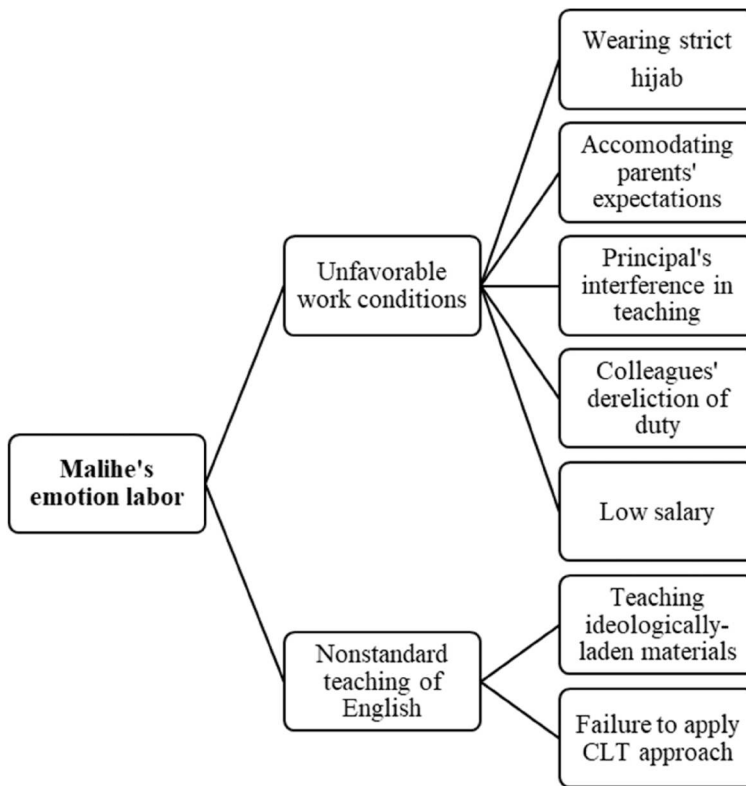 Malihe's
emotion labor
Unfavorable
work conditions
Wearing strict
hijab
Accomodating
parents'
expectations
Principal's
interference in
teaching
Colleagues'
dereliction of
duty
Low salary
Nonstandard
teaching of
English
Teaching
ideologically-
laden materials
Failure to apply
CLT approach